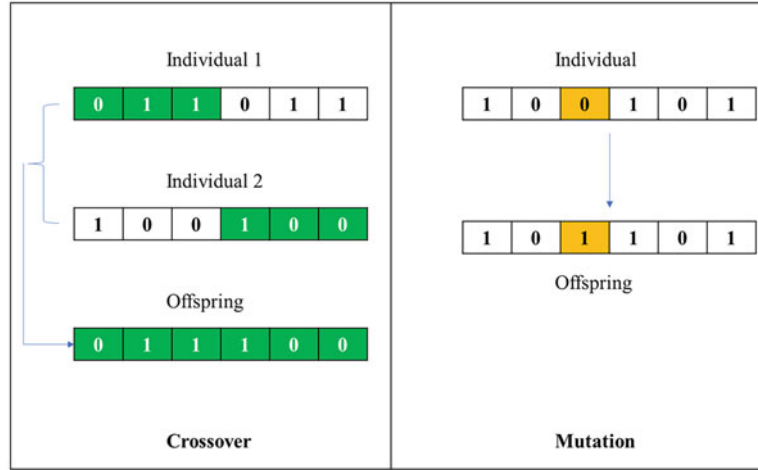 Individual 1
0 1 1 0 1 1
Individual 2
1 0 0 1 0 0
Offspring
0 1 1 1 0 0
Crossover
Individual
1 0 0 1 0 1
1 0 1 1 0 1
Offspring
Mutation